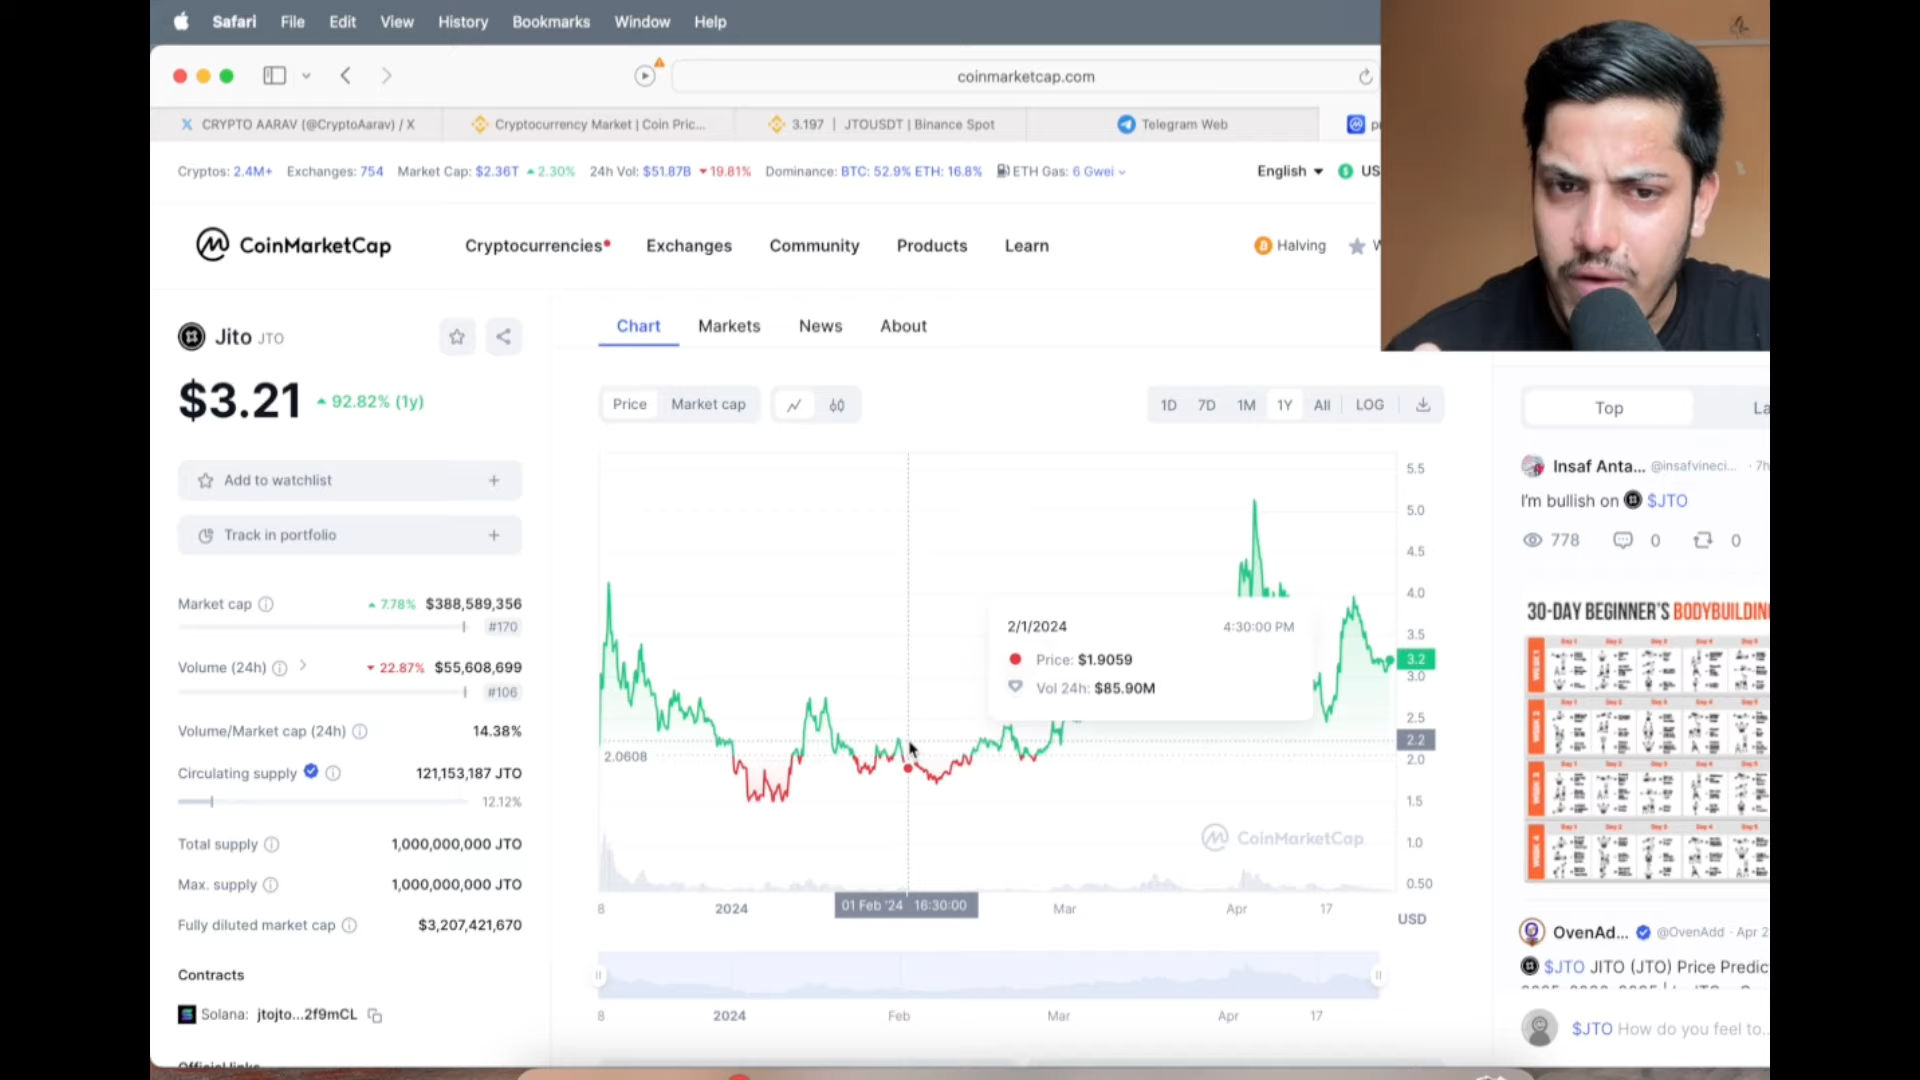 Safari File Edit View History Bookmarks Window Help
coinmarketcap.com
CRYPTO AARAV (@CryptoAarav) / X
Cryptocurrency Market | Coin Pric...
3.197 | JTOUSDT | Binance Spot
Telegram Web
Cryptos: 2.4M+ Exchanges: 754 Market Cap: $2.36T 2.30% 24h Vol: $51.87B 19.81% Dominance: BTC: 52.9% ETH: 16.8% ETH Gas: 6 Gwei
English US
CoinMarketCap
Cryptocurrencies Exchanges Community Products Learn
Halving W
Jito JTO
$3.21 92.82% (1y)
Add to watchlist +
Track in portfolio +
Market cap 7.78% $388,589,356
#170
Volume (24h) 22.87% $55,608,699
#106
Volume/Market cap (24h) 14.38%
Circulating supply 121,153,187 JTO
12.12%
Total supply 1,000,000,000 JTO
Max. supply 1,000,000,000 JTO
Fully diluted market cap $3,207,421,670
Contracts
Solana: jtojto...2f9mCL
Chart Markets News About
Price Market cap
1D 7D 1M 1Y All LOG
5.5
5.0
4.5
4.0
3.5
3.2
3.0
2.5
2.2
2.0
1.5
1.0
0.50
USD
2/1/2024 4:30:00 PM
Price: $1.9059
Vol 24h: $85.90M
2.0608
CoinMarketCap
8 2024 01 Feb '24 16:30:00 Mar Apr 17
8 2024 Feb Mar Apr 17
Top La
Insaf Anta... @insafvineci... · 7h
I'm bullish on $JTO
778 0 0
30-DAY BEGINNER'S BODYBUILDING
OvenAd... @OvenAdd · Apr 2
$JTO JITO (JTO) Price Predic
$JTO How do you feel to...